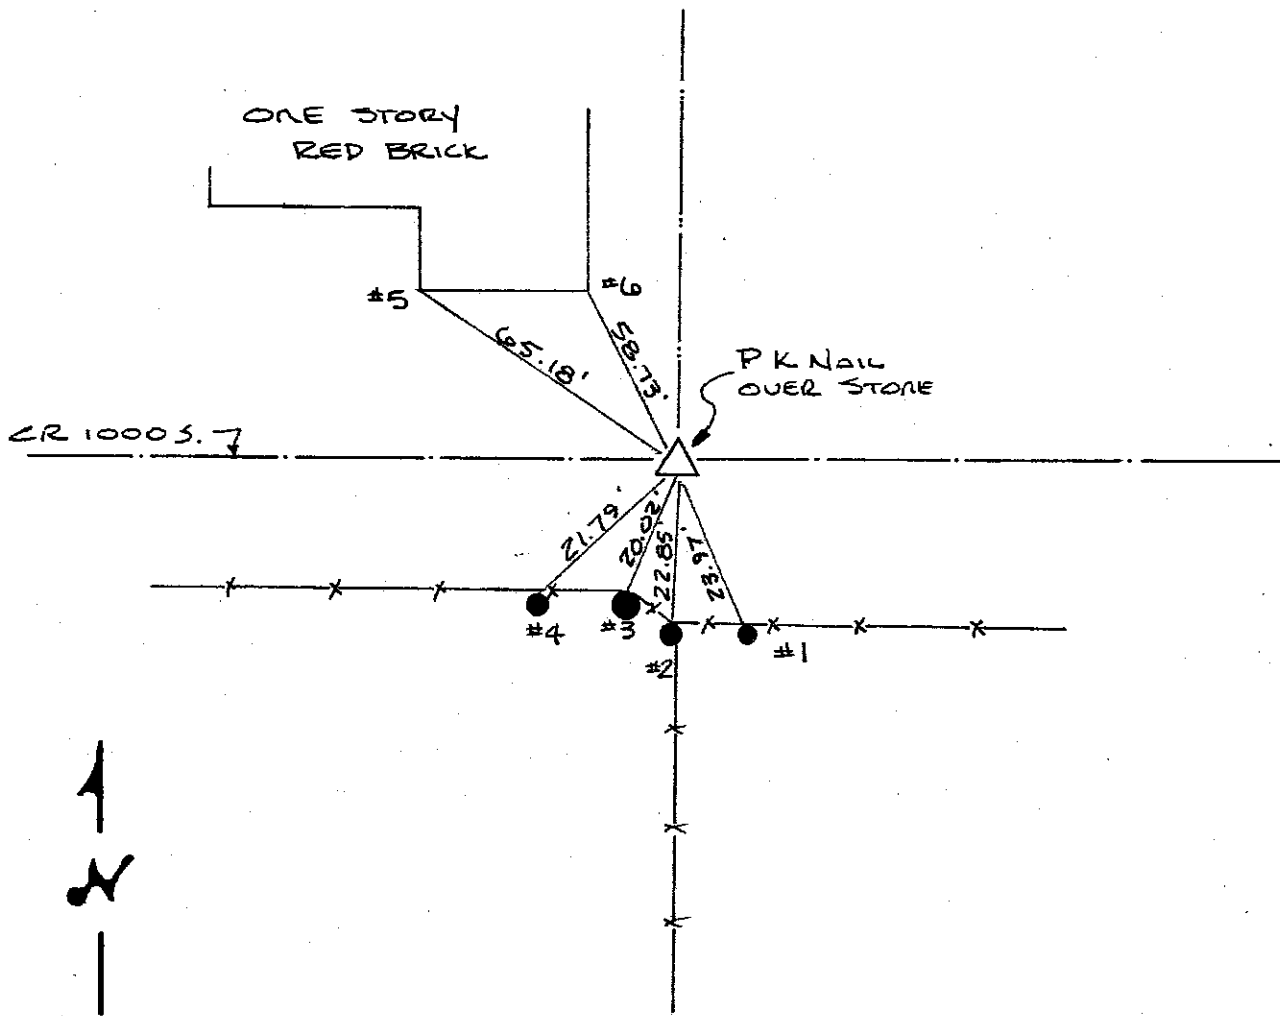 ONE STORY
RED BRICK
#5
#6
65.18'
58.73'
PK NAIL
OVER STONE
CR 1000 S.
21.79'
20.02'
22.85'
23.97'
#4
#3
#2
#1
N